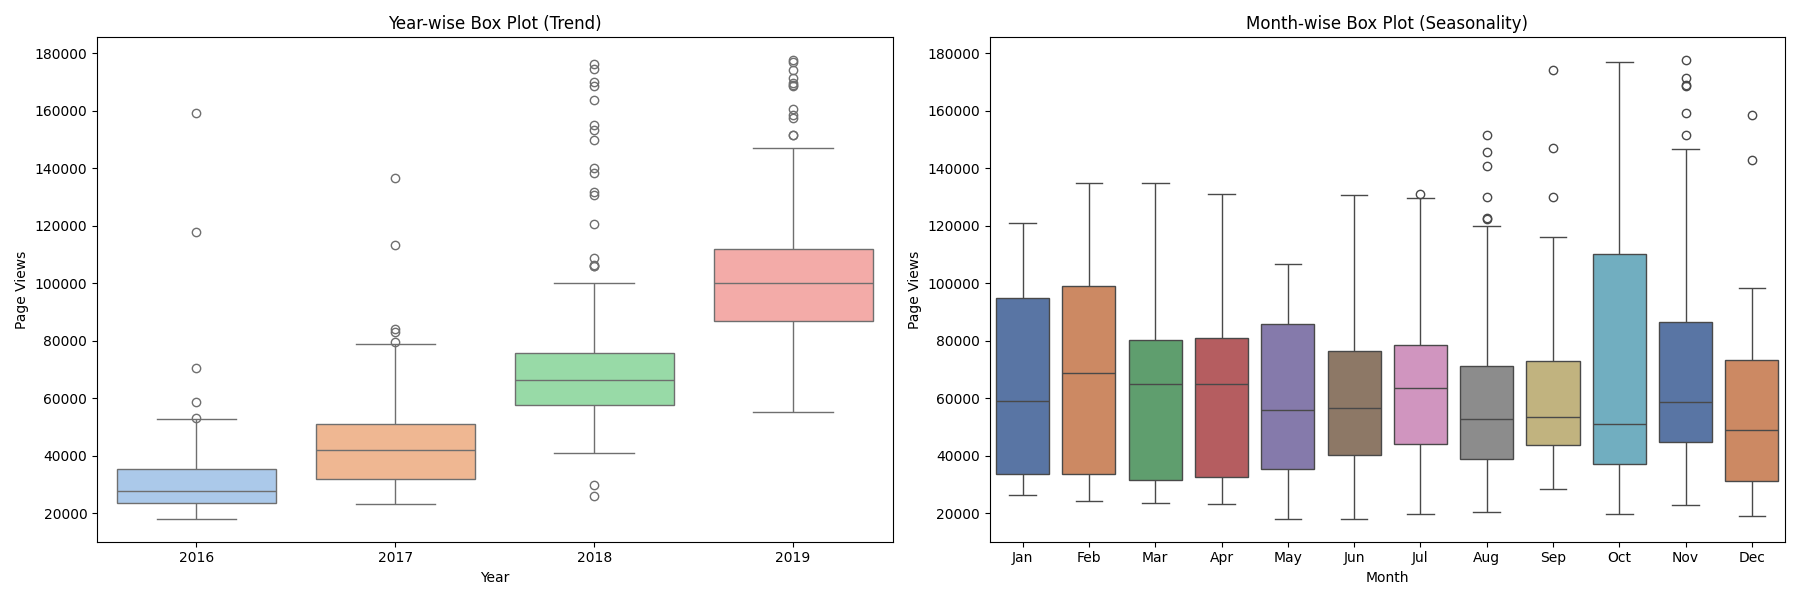 Year-wise Box Plot (Trend)
Page Views
180000
160000
140000
120000
100000
80000
60000
40000
20000
2016 2017 2018 2019
Year
Month-wise Box Plot (Seasonality)
Page Views
180000
160000
140000
120000
100000
80000
60000
40000
20000
Jan Feb Mar Apr May Jun Jul Aug Sep Oct Nov Dec
Month